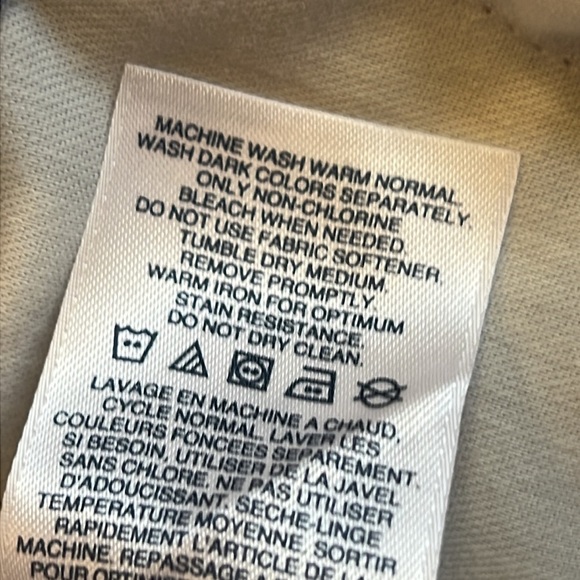 MACHINE WASH WARM NORMAL.
WASH DARK COLORS SEPARATELY.
ONLY NON-CHLORINE
BLEACH WHEN NEEDED.
DO NOT USE FABRIC SOFTENER.
TUMBLE DRY MEDIUM.
REMOVE PROMPTLY.
WARM IRON FOR OPTIMUM
STAIN RESISTANCE.
DO NOT DRY CLEAN.
LAVAGE EN MACHINE A CHAUD,
CYCLE NORMAL. LAVER LES
COULEURS FONCEES SEPAREMENT.
SI BESOIN, UTILISER DE LA JAVEL
SANS CHLORE. NE PAS UTILISER
D'ADOUCISSANT. SECHE-LINGE
TEMPERATURE MOYENNE. SORTIR
RAPIDEMENT L'ARTICLE DE LA
MACHINE. REPASSAGE A
POUR